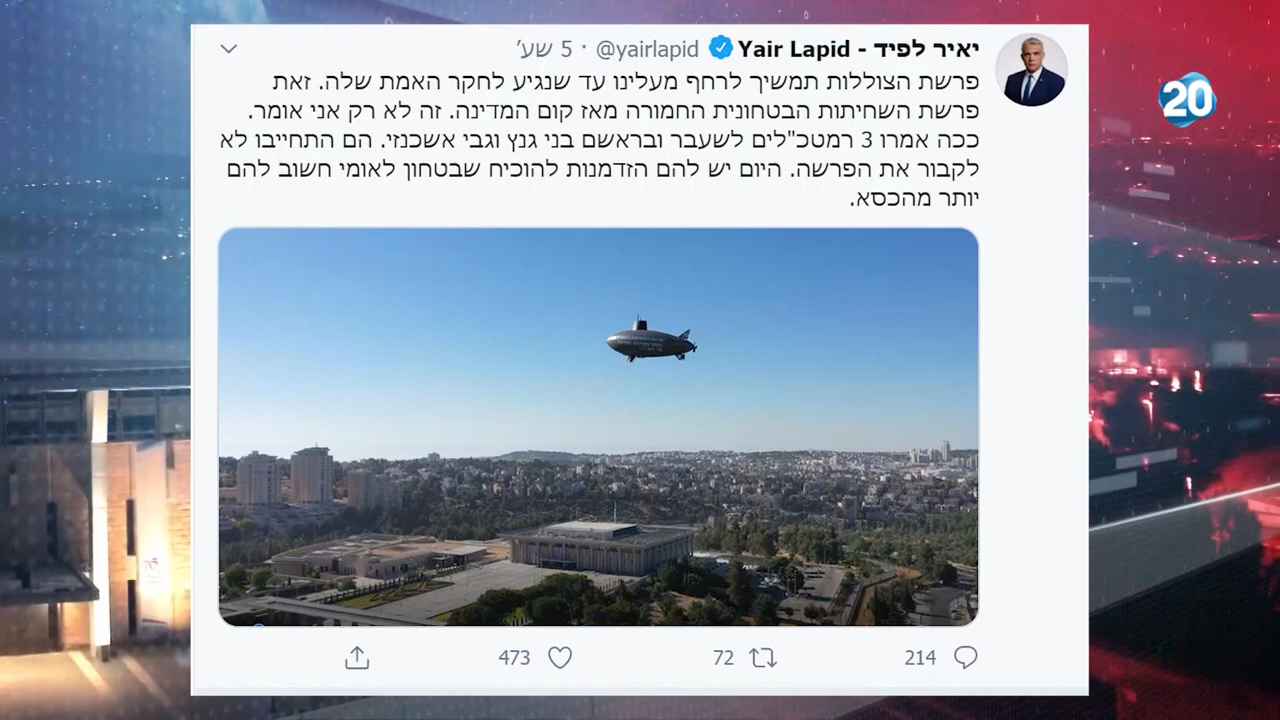 יאיר לפיד - Yair Lapid @yairlapid · 5 שע׳
פרשת הצוללות תמשיך לרחף מעלינו עד שנגיע לחקר האמת שלה. זאת
פרשת השחיתות הבטחונית החמורה מאז קום המדינה. זה לא רק אני אומר.
ככה אמרו 3 רמטכ"לים לשעבר ובראשם בני גנץ וגבי אשכנזי. הם התחייבו לא
לקבור את הפרשה. היום יש להם הזדמנות להוכיח שבטחון לאומי חשוב להם
יותר מהכסא.
214 72 473
20